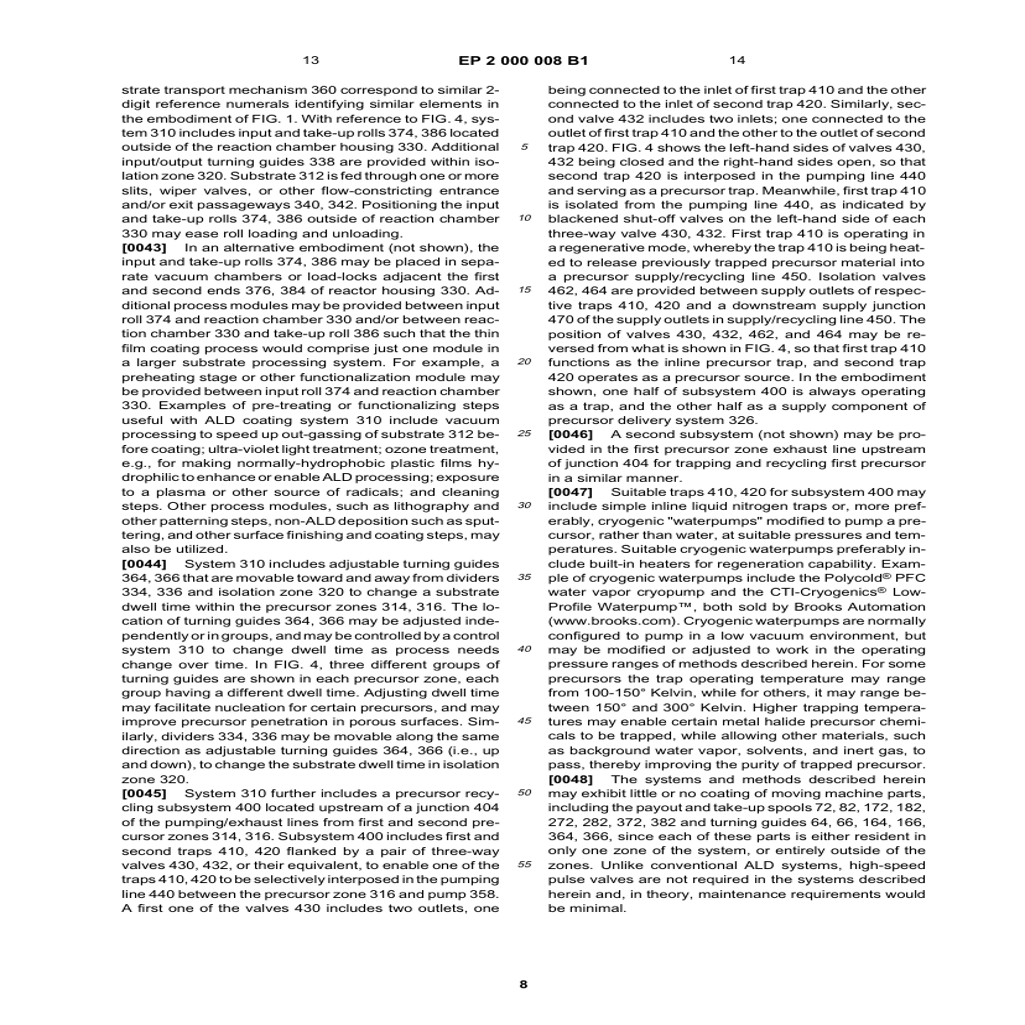 13
EP 2 000 008 B1
14
strate transport mechanism 360 correspond to similar 2-
digit reference numerals identifying similar elements in
the embodiment of FIG. 1. With reference to FIG. 4, sys-
tem 310 includes input and take-up rolls 374, 386 located
outside of the reaction chamber housing 330. Additional
input/output turning guides 338 are provided within iso-
lation zone 320. Substrate 312 is fed through one or more
slits, wiper valves, or other flow-constricting entrance
and/or exit passageways 340, 342. Positioning the input
and take-up rolls 374, 386 outside of reaction chamber
330 may ease roll loading and unloading.
[0043] In an alternative embodiment (not shown), the
input and take-up rolls 374, 386 may be placed in sepa-
rate vacuum chambers or load-locks adjacent the first
and second ends 376, 384 of reactor housing 330. Ad-
ditional process modules may be provided between input
roll 374 and reaction chamber 330 and/or between reac-
tion chamber 330 and take-up roll 386 such that the thin
film coating process would comprise just one module in
a larger substrate processing system. For example, a
preheating stage or other functionalization module may
be provided between input roll 374 and reaction chamber
330. Examples of pre-treating or functionalizing steps
useful with ALD coating system 310 include vacuum
processing to speed up out-gassing of substrate 312 be-
fore coating; ultra-violet light treatment; ozone treatment,
e.g., for making normally-hydrophobic plastic films hy-
drophilic to enhance or enable ALD processing; exposure
to a plasma or other source of radicals; and cleaning
steps. Other process modules, such as lithography and
other patterning steps, non-ALD deposition such as sput-
tering, and other surface finishing and coating steps, may
also be utilized.
[0044] System 310 includes adjustable turning guides
364, 366 that are movable toward and away from dividers
334, 336 and isolation zone 320 to change a substrate
dwell time within the precursor zones 314, 316. The lo-
cation of turning guides 364, 366 may be adjusted inde-
pendently or in groups, and may be controlled by a control
system 310 to change dwell time as process needs
change over time. In FIG. 4, three different groups of
turning guides are shown in each precursor zone, each
group having a different dwell time. Adjusting dwell time
may facilitate nucleation for certain precursors, and may
improve precursor penetration in porous surfaces. Sim-
ilarly, dividers 334, 336 may be movable along the same
direction as adjustable turning guides 364, 366 (i.e., up
and down), to change the substrate dwell time in isolation
zone 320.
[0045] System 310 further includes a precursor recy-
cling subsystem 400 located upstream of a junction 404
of the pumping/exhaust lines from first and second pre-
cursor zones 314, 316. Subsystem 400 includes first and
second traps 410, 420 flanked by a pair of three-way
valves 430, 432, or their equivalent, to enable one of the
traps 410, 420 to be selectively interposed in the pumping
line 440 between the precursor zone 316 and pump 358.
A first one of the valves 430 includes two outlets, one
5
10
15
20
25
30
35
40
45
50
55
being connected to the inlet of first trap 410 and the other
connected to the inlet of second trap 420. Similarly, sec-
ond valve 432 includes two inlets; one connected to the
outlet of first trap 410 and the other to the outlet of second
trap 420. FIG. 4 shows the left-hand sides of valves 430,
432 being closed and the right-hand sides open, so that
second trap 420 is interposed in the pumping line 440
and serving as a precursor trap. Meanwhile, first trap 410
is isolated from the pumping line 440, as indicated by
blackened shut-off valves on the left-hand side of each
three-way valve 430, 432. First trap 410 is operating in
a regenerative mode, whereby the trap 410 is being heat-
ed to release previously trapped precursor material into
a precursor supply/recycling line 450. Isolation valves
462, 464 are provided between supply outlets of respec-
tive traps 410, 420 and a downstream supply junction
470 of the supply outlets in supply/recycling line 450. The
position of valves 430, 432, 462, and 464 may be re-
versed from what is shown in FIG. 4, so that first trap 410
functions as the inline precursor trap, and second trap
420 operates as a precursor source. In the embodiment
shown, one half of subsystem 400 is always operating
as a trap, and the other half as a supply component of
precursor delivery system 326.
[0046] A second subsystem (not shown) may be pro-
vided in the first precursor zone exhaust line upstream
of junction 404 for trapping and recycling first precursor
in a similar manner.
[0047] Suitable traps 410, 420 for subsystem 400 may
include simple inline liquid nitrogen traps or, more pref-
erably, cryogenic "waterpumps" modified to pump a pre-
cursor, rather than water, at suitable pressures and tem-
peratures. Suitable cryogenic waterpumps preferably in-
clude built-in heaters for regeneration capability. Exam-
ple of cryogenic waterpumps include the Polycold® PFC
water vapor cryopump and the CTI-Cryogenics® Low-
Profile Waterpump™, both sold by Brooks Automation
(www.brooks.com). Cryogenic waterpumps are normally
configured to pump in a low vacuum environment, but
may be modified or adjusted to work in the operating
pressure ranges of methods described herein. For some
precursors the trap operating temperature may range
from 100-150° Kelvin, while for others, it may range be-
tween 150° and 300° Kelvin. Higher trapping tempera-
tures may enable certain metal halide precursor chemi-
cals to be trapped, while allowing other materials, such
as background water vapor, solvents, and inert gas, to
pass, thereby improving the purity of trapped precursor.
[0048] The systems and methods described herein
may exhibit little or no coating of moving machine parts,
including the payout and take-up spools 72, 82, 172, 182,
272, 282, 372, 382 and turning guides 64, 66, 164, 166,
364, 366, since each of these parts is either resident in
only one zone of the system, or entirely outside of the
zones. Unlike conventional ALD systems, high-speed
pulse valves are not required in the systems described
herein and, in theory, maintenance requirements would
be minimal.
8